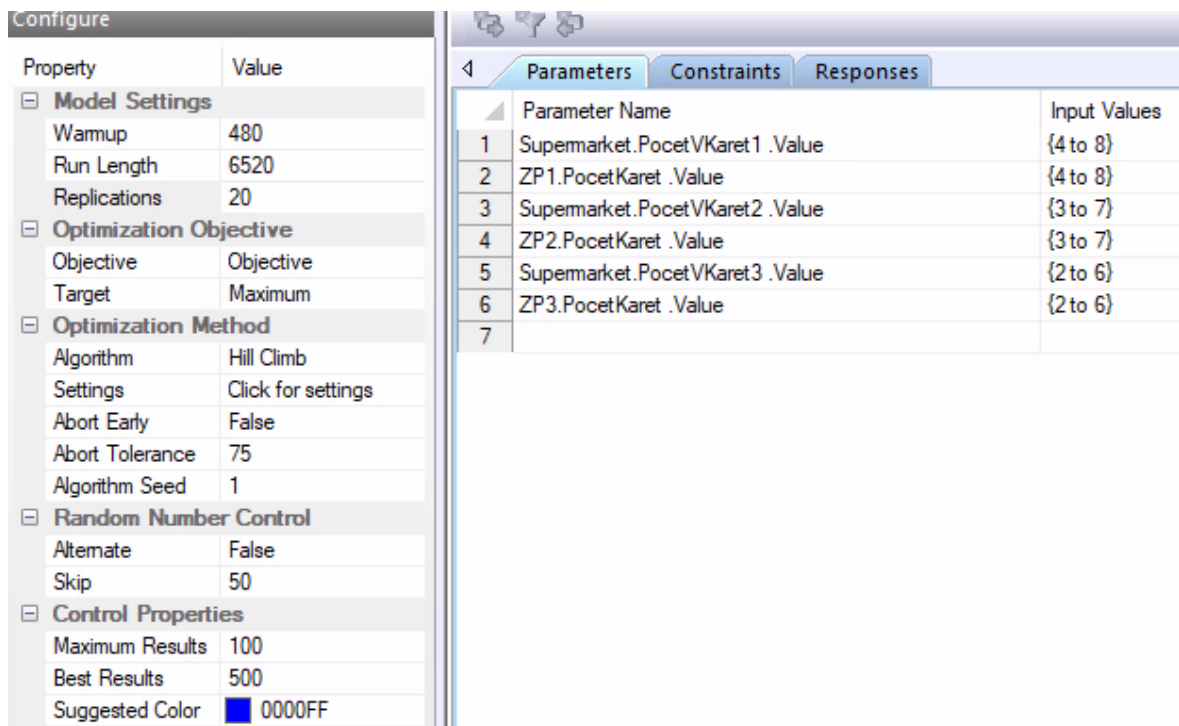 Configure
Property Value
Model Settings
Warmup 480
Run Length 6520
Replications 20
Optimization Objective
Objective Objective
Target Maximum
Optimization Method
Algorithm Hill Climb
Settings Click for settings
Abort Early False
Abort Tolerance 75
Algorithm Seed 1
Random Number Control
Alternate False
Skip 50
Control Properties
Maximum Results 100
Best Results 500
Suggested Color 0000FF
Parameters Constraints Responses
Parameter Name Input Values
1 Supermarket.PocetVKaret1 .Value {4 to 8}
2 ZP1.PocetKaret .Value {4 to 8}
3 Supermarket.PocetVKaret2 .Value {3 to 7}
4 ZP2.PocetKaret .Value {3 to 7}
5 Supermarket.PocetVKaret3 .Value {2 to 6}
6 ZP3.PocetKaret .Value {2 to 6}
7